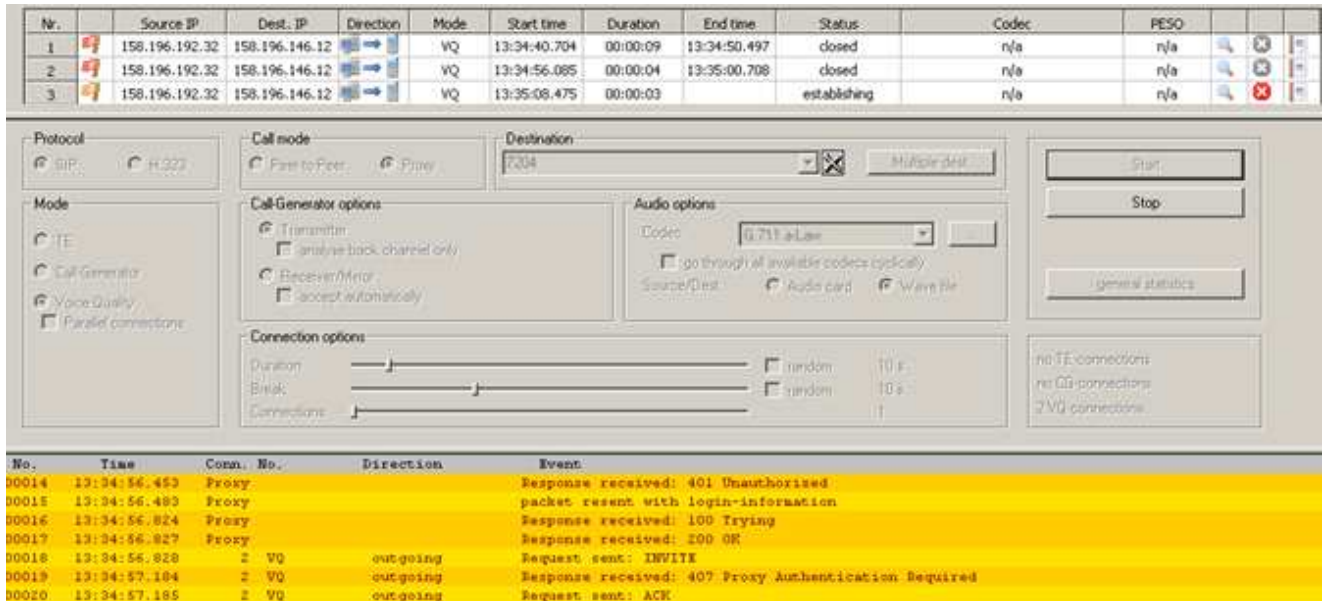 Nr. Source IP Dest. IP Direction Mode Start time Duration End time Status Codec PESQ
1 158.196.192.32 158.196.146.12 VQ 13:34:40.704 00:00:09 13:34:50.497 closed n/a n/a
2 158.196.192.32 158.196.146.12 VQ 13:34:56.085 00:00:04 13:35:00.708 closed n/a n/a
3 158.196.192.32 158.196.146.12 VQ 13:35:08.475 00:00:03 establishing n/a n/a
Protocol Call mode Destination
SIP H.323 Peer to Peer Proxy 7204 Multiple dest. Start
Mode Call-Generator options Audio options Stop
TE Transmitter Codec G.711 a-Law ...
analyse back channel only
Call-Generator Receiver/Mirror go through all available codecs cyclically
Voice Quality accept automatically Source/Dest Audio card Wave file general statistics
Parallel connections
Connection options
Duration random 10 s no TE-connections
Break random 10 s no CG-connections
Connections 1 2 VQ-connections
No. Time Conn. No. Direction Event
00014 13:34:56.453 Proxy Response received: 401 Unauthorized
00015 13:34:56.483 Proxy packet resent with login-information
00016 13:34:56.824 Proxy Response received: 100 Trying
00017 13:34:56.827 Proxy Response received: 200 OK
00018 13:34:56.828 2 VQ outgoing Request sent: INVITE
00019 13:34:57.184 2 VQ outgoing Response received: 407 Proxy Authentication Required
00020 13:34:57.185 2 VQ outgoing Request sent: ACK